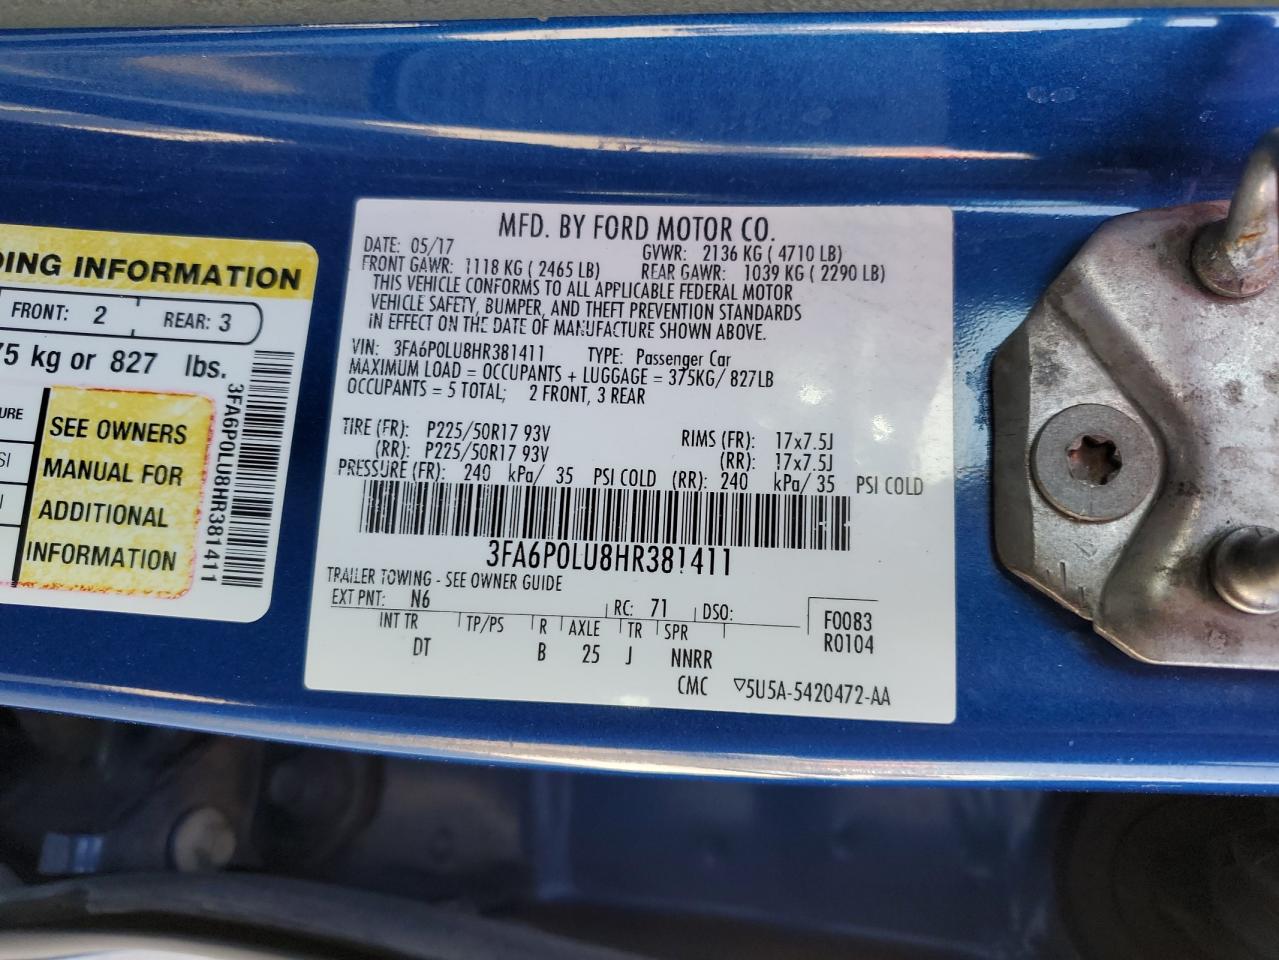 DING INFORMATION
FRONT: 2 REAR: 3
75 kg or 827 lbs.
URE
SI
SEE OWNERS
MANUAL FOR
ADDITIONAL
INFORMATION
3FA6P0LU8HR381411
MFD. BY FORD MOTOR CO.
DATE: 05/17 GVWR: 2136 KG ( 4710 LB)
FRONT GAWR: 1118 KG ( 2465 LB) REAR GAWR: 1039 KG ( 2290 LB)
THIS VEHICLE CONFORMS TO ALL APPLICABLE FEDERAL MOTOR
VEHICLE SAFETY, BUMPER, AND THEFT PREVENTION STANDARDS
IN EFFECT ON THE DATE OF MANUFACTURE SHOWN ABOVE.
VIN: 3FA6P0LU8HR381411 TYPE: Passenger Car
MAXIMUM LOAD = OCCUPANTS + LUGGAGE = 375KG/ 827LB
OCCUPANTS = 5 TOTAL; 2 FRONT, 3 REAR
TIRE (FR): P225/50R17 93V RIMS (FR): 17x7.5J
(RR): P225/50R17 93V (RR): 17x7.5J
PRESSURE (FR): 240 kPa/ 35 PSI COLD (RR): 240 kPa/ 35 PSI COLD
3FA6P0LU8HR381411
TRAILER TOWING - SEE OWNER GUIDE
EXT PNT: N6 RC: 71 DSO: F0083
INT TR TP/PS R AXLE TR SPR R0104
DT B 25 J NNRR
CMC ▽5U5A-5420472-AA